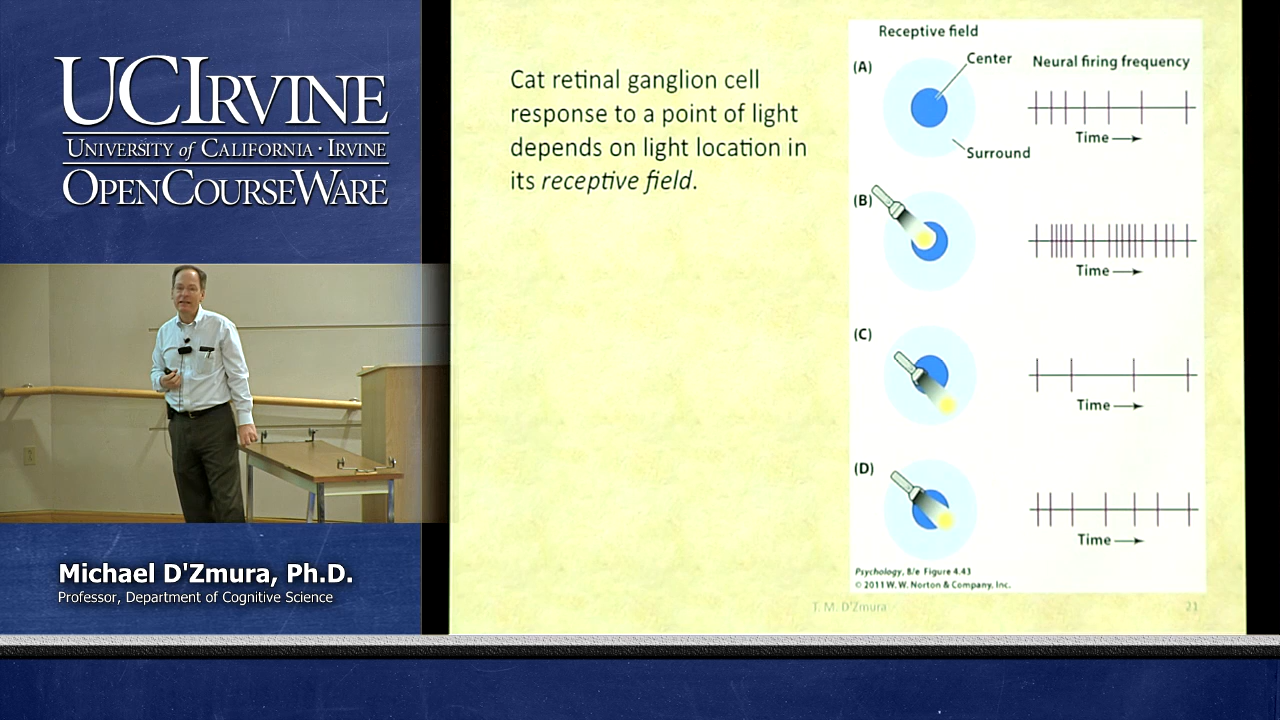 UCIRVINE
UNIVERSITY of CALIFORNIA · IRVINE
OPENCOURSEWARE
Michael D'Zmura, Ph.D.
Professor, Department of Cognitive Science
Cat retinal ganglion cell
response to a point of light
depends on light location in
its receptive field.
Receptive field
(A)
Center
Surround
Neural firing frequency
Time
(B)
Time
(C)
Time
(D)
Time
Psychology, 8/e Figure 4.43
© 2011 W. W. Norton & Company, Inc.
T. M. D'Zmura
21